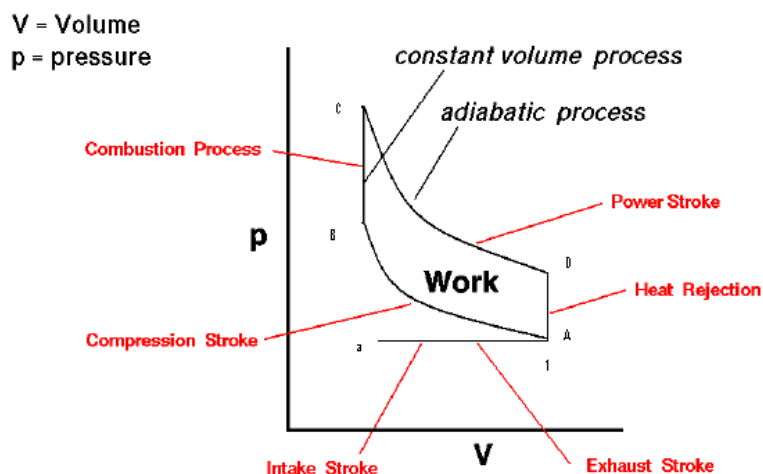 V = Volume
p = pressure
constant volume process
adiabatic process
C
Combustion Process
Power Stroke
B
p
D
Work
Heat Rejection
A
Compression Stroke
a
1
V
Intake Stroke
Exhaust Stroke